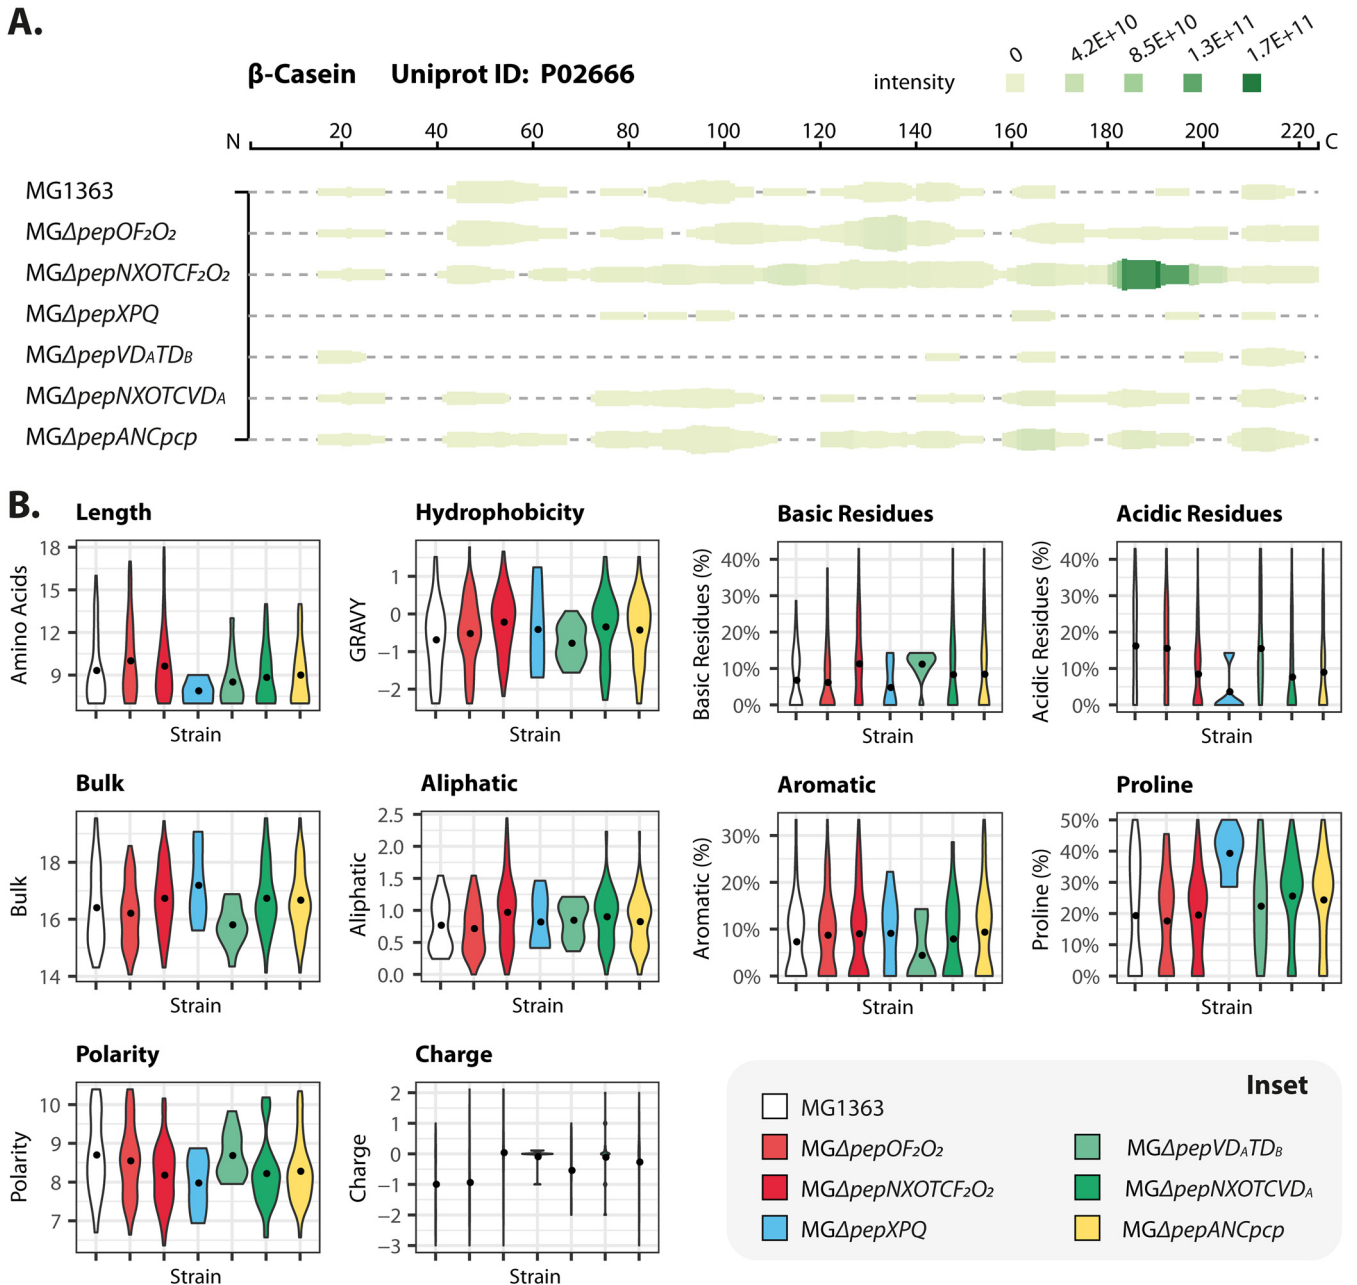 A.
β-Casein Uniprot ID: P02666
intensity 0 4.2E+10 8.5E+10 1.3E+11 1.7E+11
N 20 40 60 80 100 120 140 160 180 200 220 C
MG1363
MGΔpepOF₂O₂
MGΔpepNXOTCF₂O₂
MGΔpepXPQ
MGΔpepVDATDB
MGΔpepNXOTCVDA
MGΔpepANCpcp
B.
Length
Amino Acids
18
15
12
9
Strain
Hydrophobicity
GRAVY
1
0
−1
−2
Strain
Basic Residues
Basic Residues (%)
40%
30%
20%
10%
0%
Strain
Acidic Residues
Acidic Residues (%)
40%
30%
20%
10%
0%
Strain
Bulk
Bulk
18
16
14
Strain
Aliphatic
Aliphatic
2.5
2.0
1.5
1.0
0.5
0.0
Strain
Aromatic
Aromatic (%)
30%
20%
10%
0%
Strain
Proline
Proline (%)
50%
40%
30%
20%
10%
0%
Strain
Polarity
Polarity
10
9
8
7
Strain
Charge
Charge
2
1
0
−1
−2
−3
Strain
Inset
MG1363
MGΔpepOF₂O₂
MGΔpepNXOTCF₂O₂
MGΔpepXPQ
MGΔpepVDATDB
MGΔpepNXOTCVDA
MGΔpepANCpcp